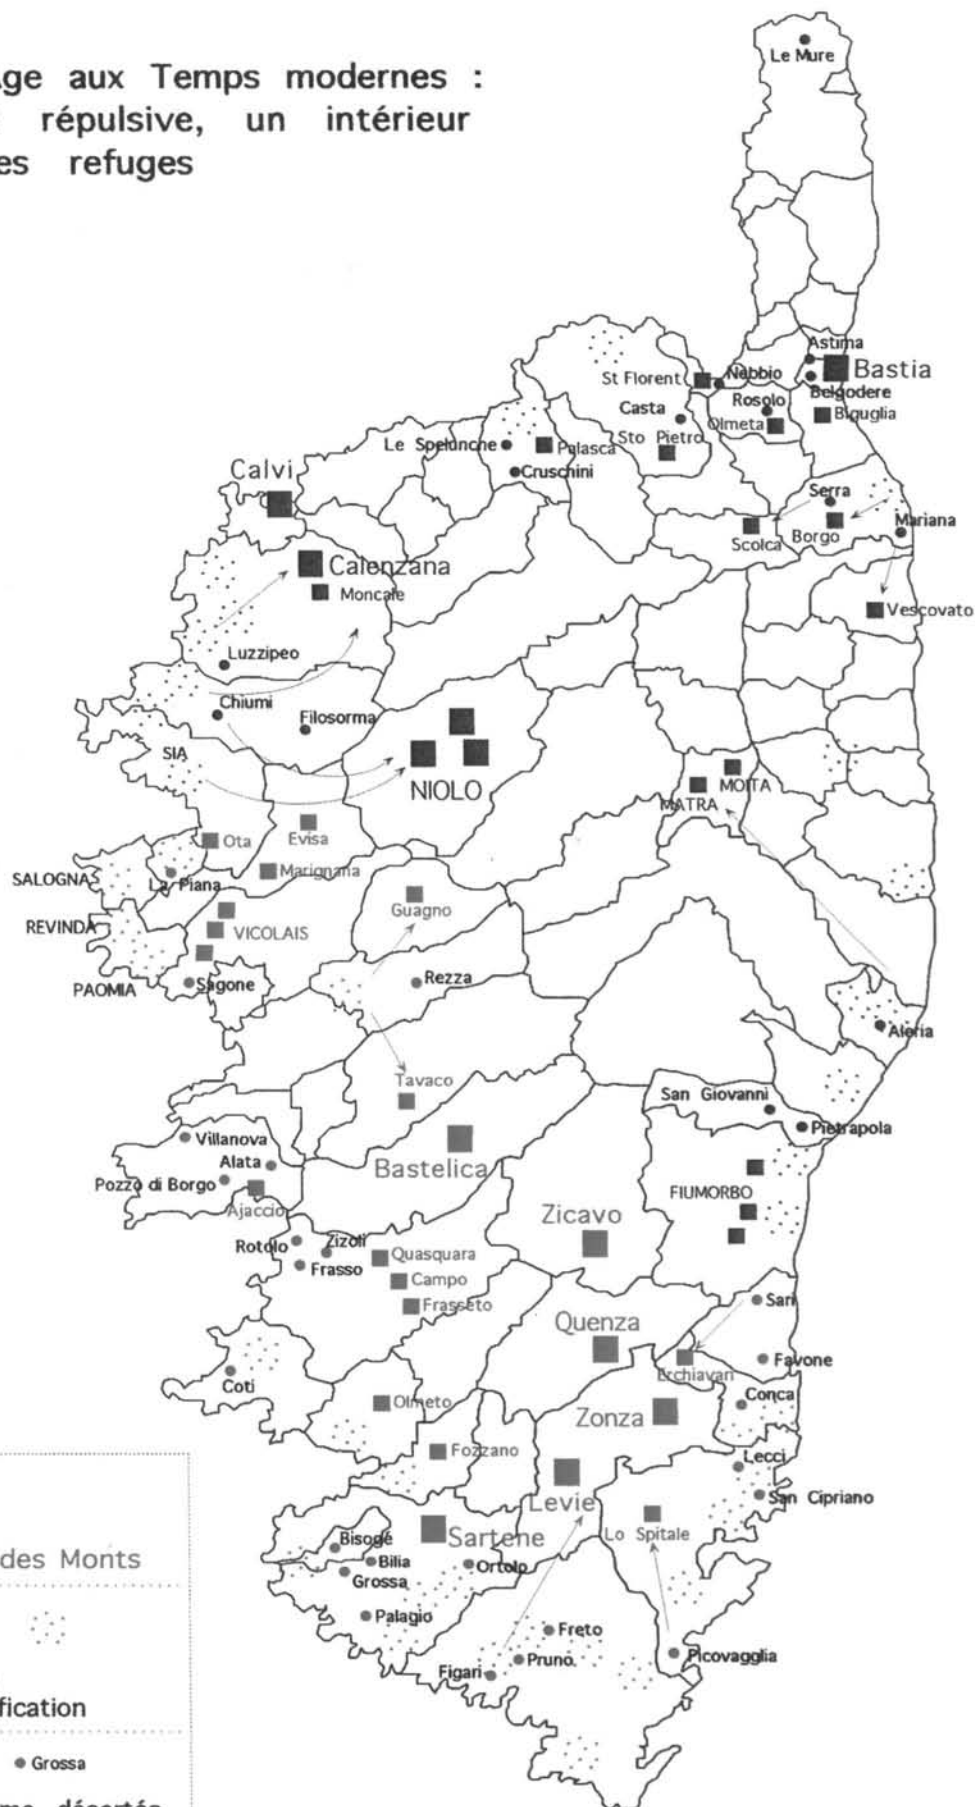 ge aux Temps modernes :
répulsive, un intérieur
es refuges
Le Mure
Astima
Bastia
St Florent
Nebbio
Belgodere
Casta
Rosolo
Biguglia
Olmeta
Le Spelunche
Palasca
Sto Pietro
Cruschini
Calvi
Serra
Mariana
Scolca
Borgo
Calenzana
Moncale
Vescovato
Luzzipeo
Chiumi
Filosorma
SIA
NIOLO
MOITA
MATRA
Ota
Evisa
Marignana
SALOGNA
La Piana
Guagno
REVINDA
VICOLAIS
Rezza
PAOMIA
Sagone
Aleria
Tavaco
San Giovanni
Pietrapola
Villanova
Bastelica
Alata
Pozzo di Borgo
FIUMORBO
Ajaccio
Zicavo
Rotolo
Zizoli
Quasquara
Frasso
Campo
Frasseto
Sari
Quenza
Favone
Erchiavari
Coti
Conca
Olmeto
Zonza
Fozzano
Lecci
Levie
San Cipriano
Lo Spitale
Sartene
Bisogé
Bilia
Ortolo
Grossa
Palagio
Freto
Pruno
Figari
Picovagglia
des Monts
fication
Grossa
me désertés